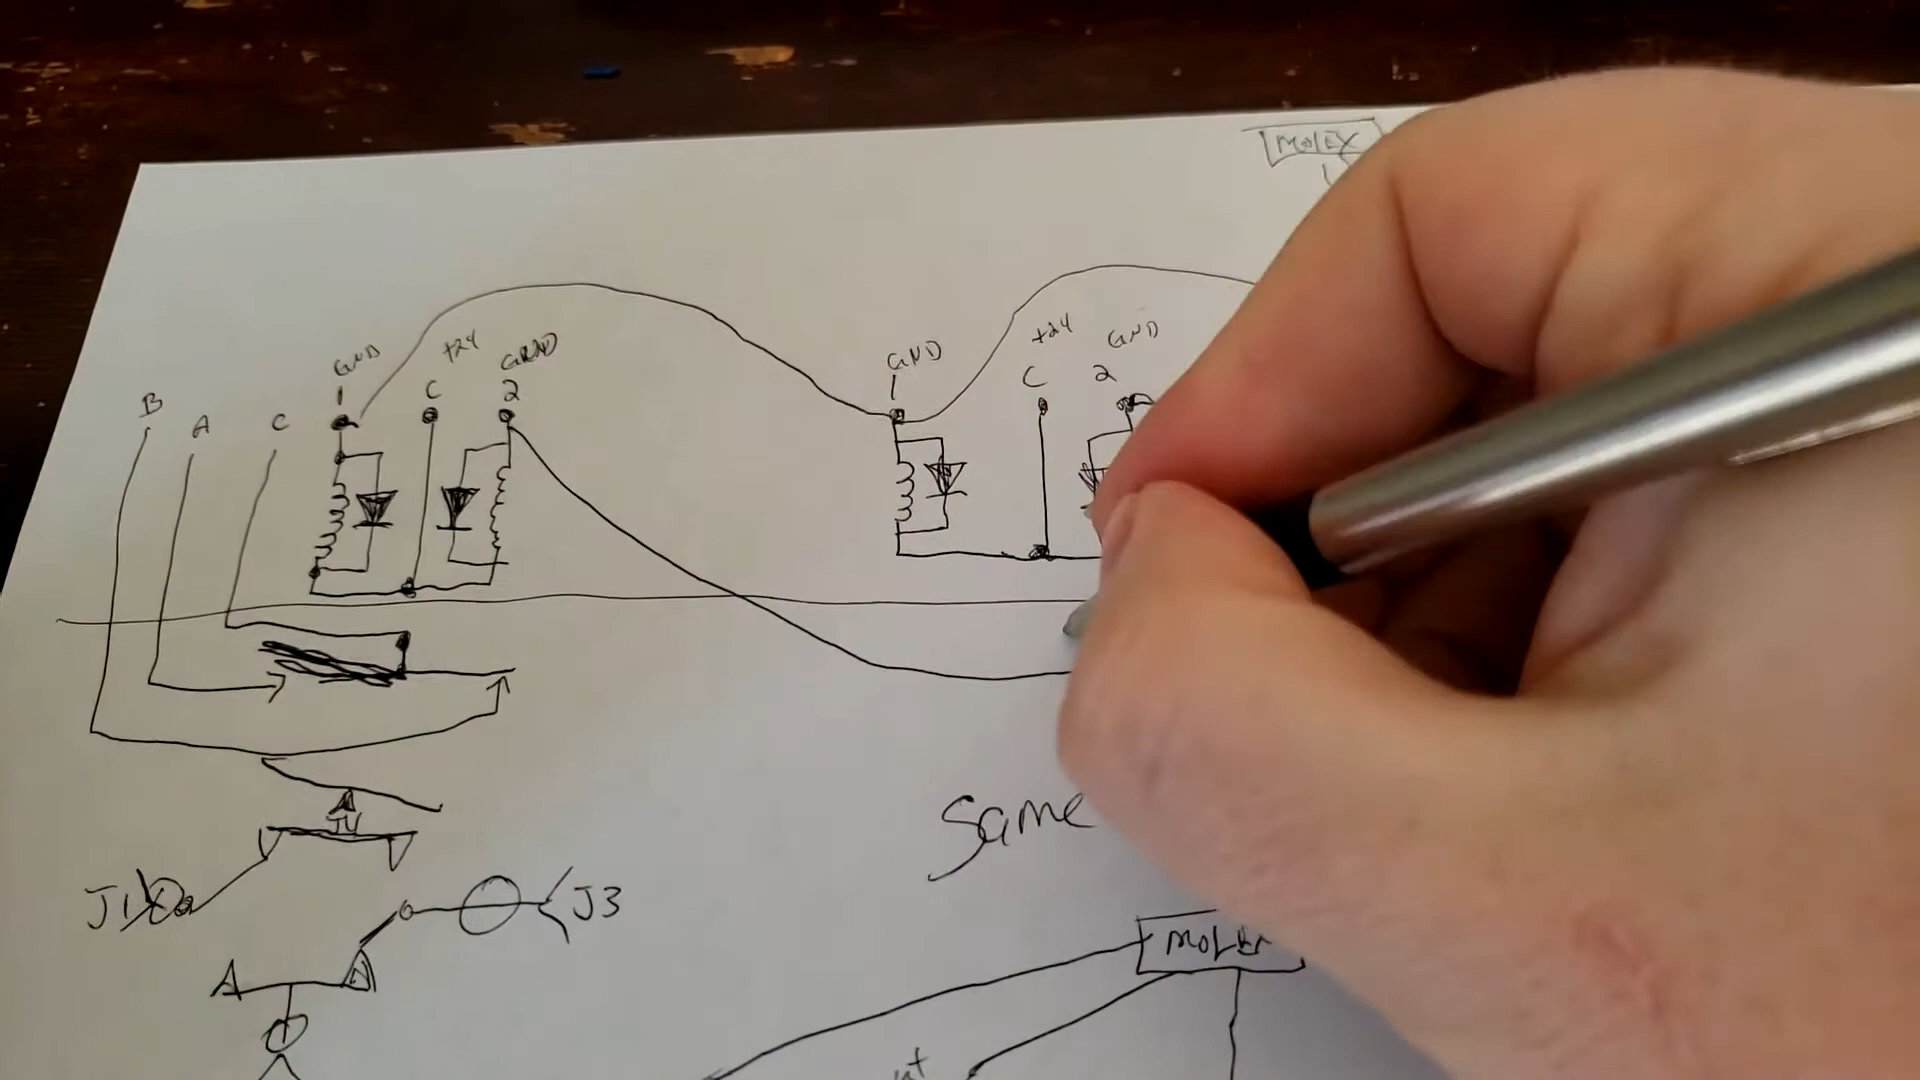 MOLEX
GND +24 GRND
1 C 2
B A C
GND +24 GND
1 C 2
Same
J1 J3
A
MOLEX